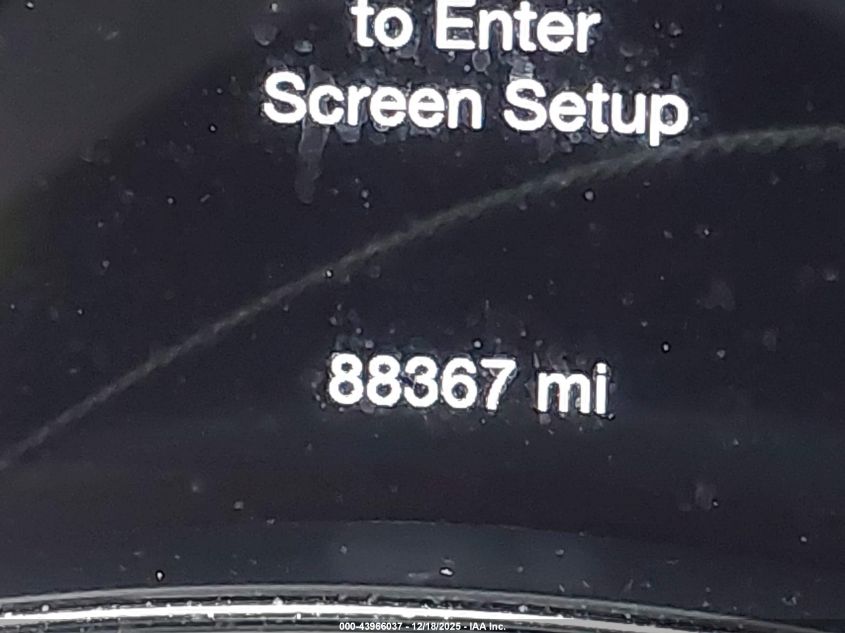 to Enter
Screen Setup
88367 mi
000-43966037 - 12/18/2025 - IAA Inc.